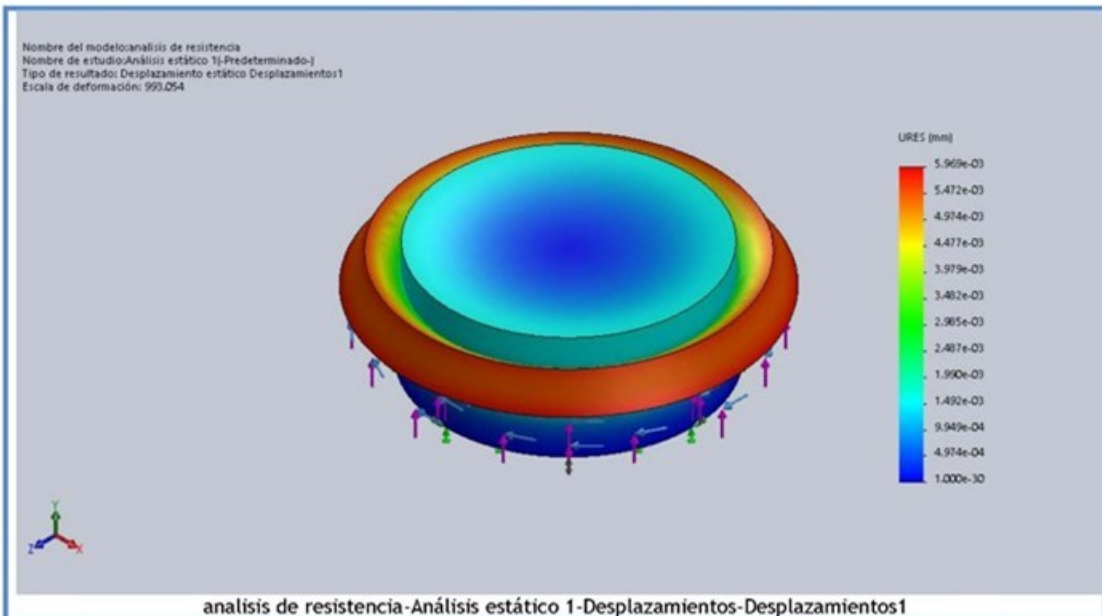 Nombre del modelo:analisis de resistencia
Nombre de estudio:Análisis estático 1(-Predeterminado-)
Tipo de resultado: Desplazamiento estático Desplazamientos1
Escala de deformación: 993.054
URES (mm)
5.969e-03
5.472e-03
4.974e-03
4.477e-03
3.979e-03
3.482e-03
2.985e-03
2.487e-03
1.990e-03
1.492e-03
9.949e-04
4.974e-04
1.000e-30
Y
Z
X
analisis de resistencia-Análisis estático 1-Desplazamientos-Desplazamientos1